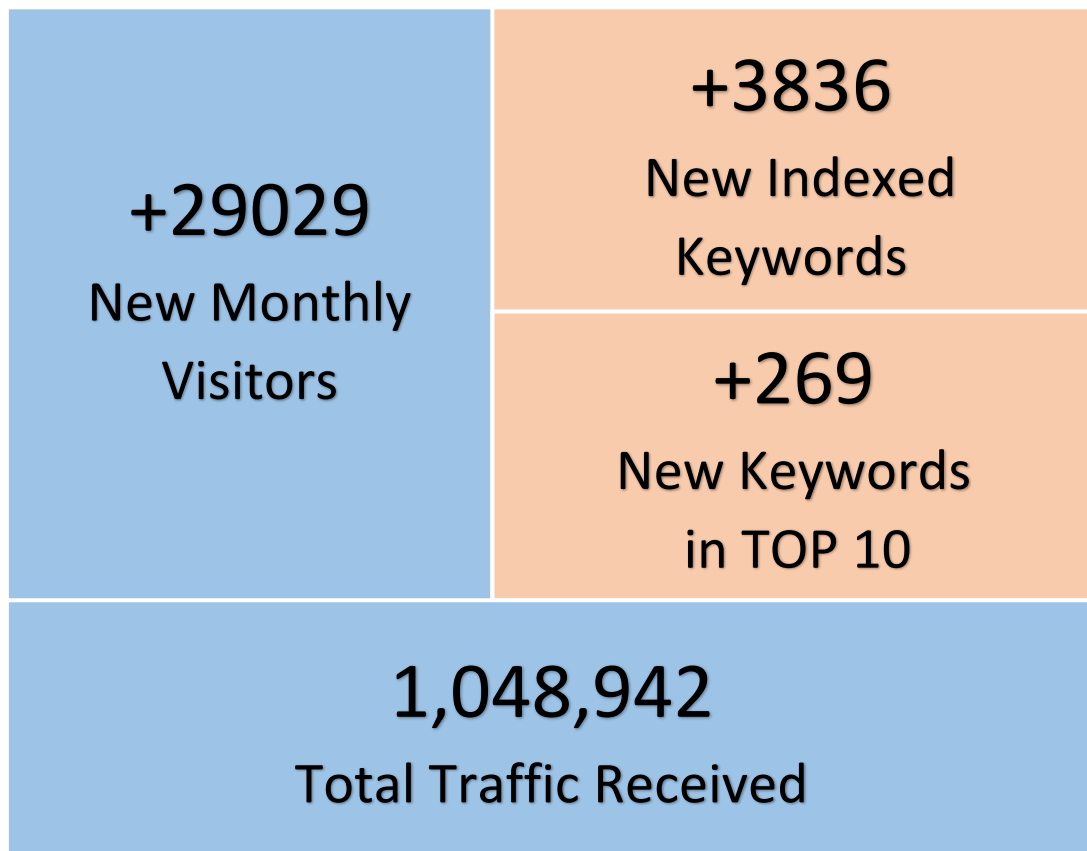 +29029
New Monthly
Visitors
+3836
New Indexed
Keywords
+269
New Keywords
in TOP 10
1,048,942
Total Traffic Received